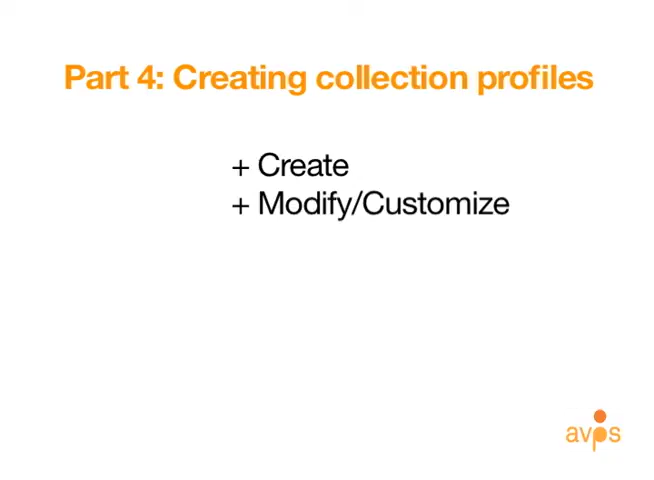 Part 4: Creating collection profiles
+ Create
+ Modify/Customize
avps